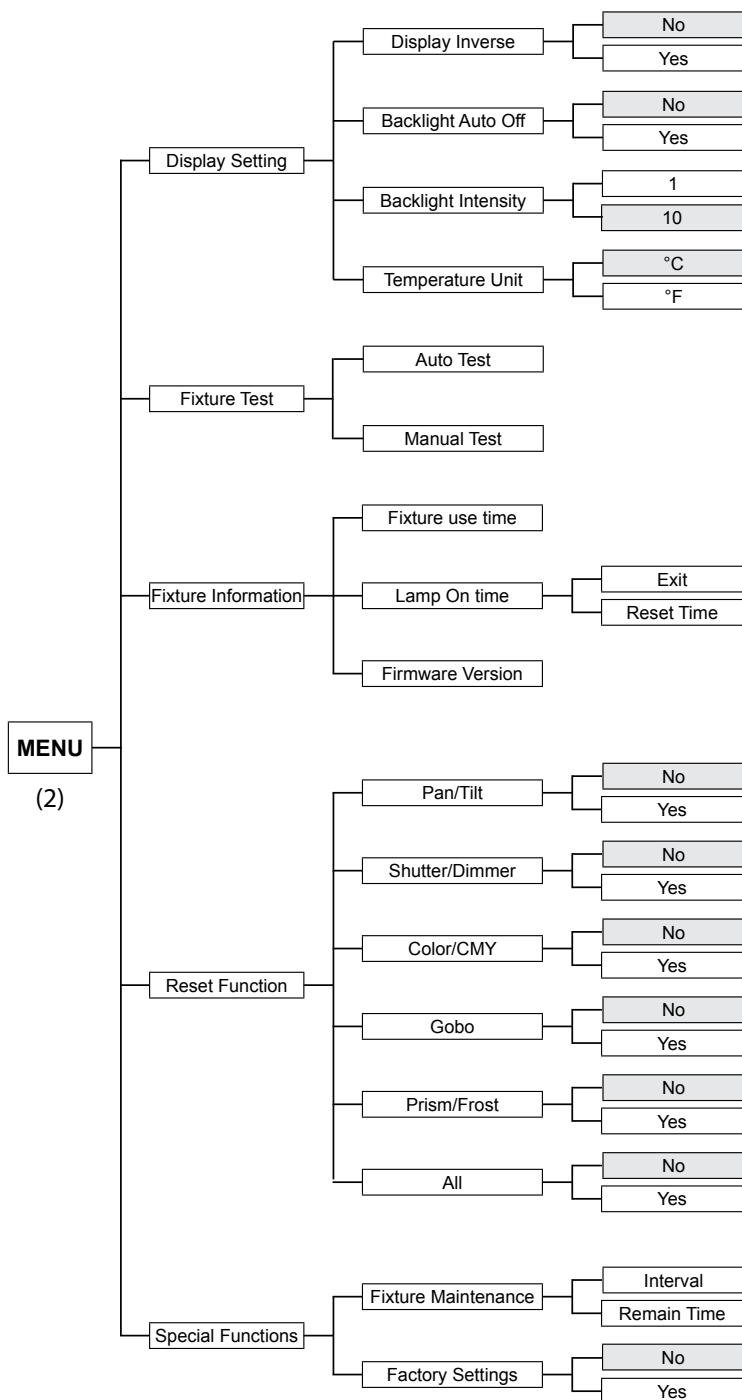 No
Display Inverse
Yes
No
Backlight Auto Off
Yes
Display Setting
1
Backlight Intensity
10
°C
Temperature Unit
°F
Auto Test
Fixture Test
Manual Test
Fixture use time
Exit
Fixture Information
Lamp On time
Reset Time
Firmware Version
MENU
(2)
No
Pan/Tilt
Yes
No
Shutter/Dimmer
Yes
No
Color/CMY
Yes
Reset Function
No
Gobo
Yes
No
Prism/Frost
Yes
No
All
Yes
Interval
Fixture Maintenance
Remain Time
Special Functions
No
Factory Settings
Yes